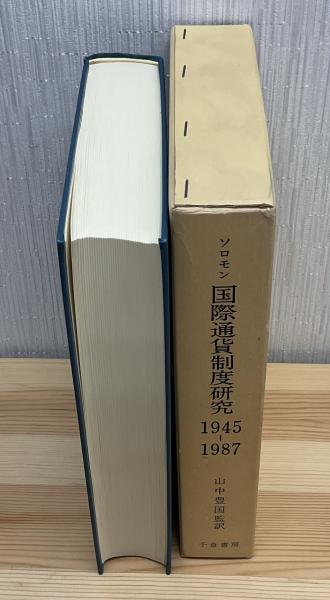 ソロモン
国際通貨制度研究
1945
-
1987
山中豊国監訳
千倉書房